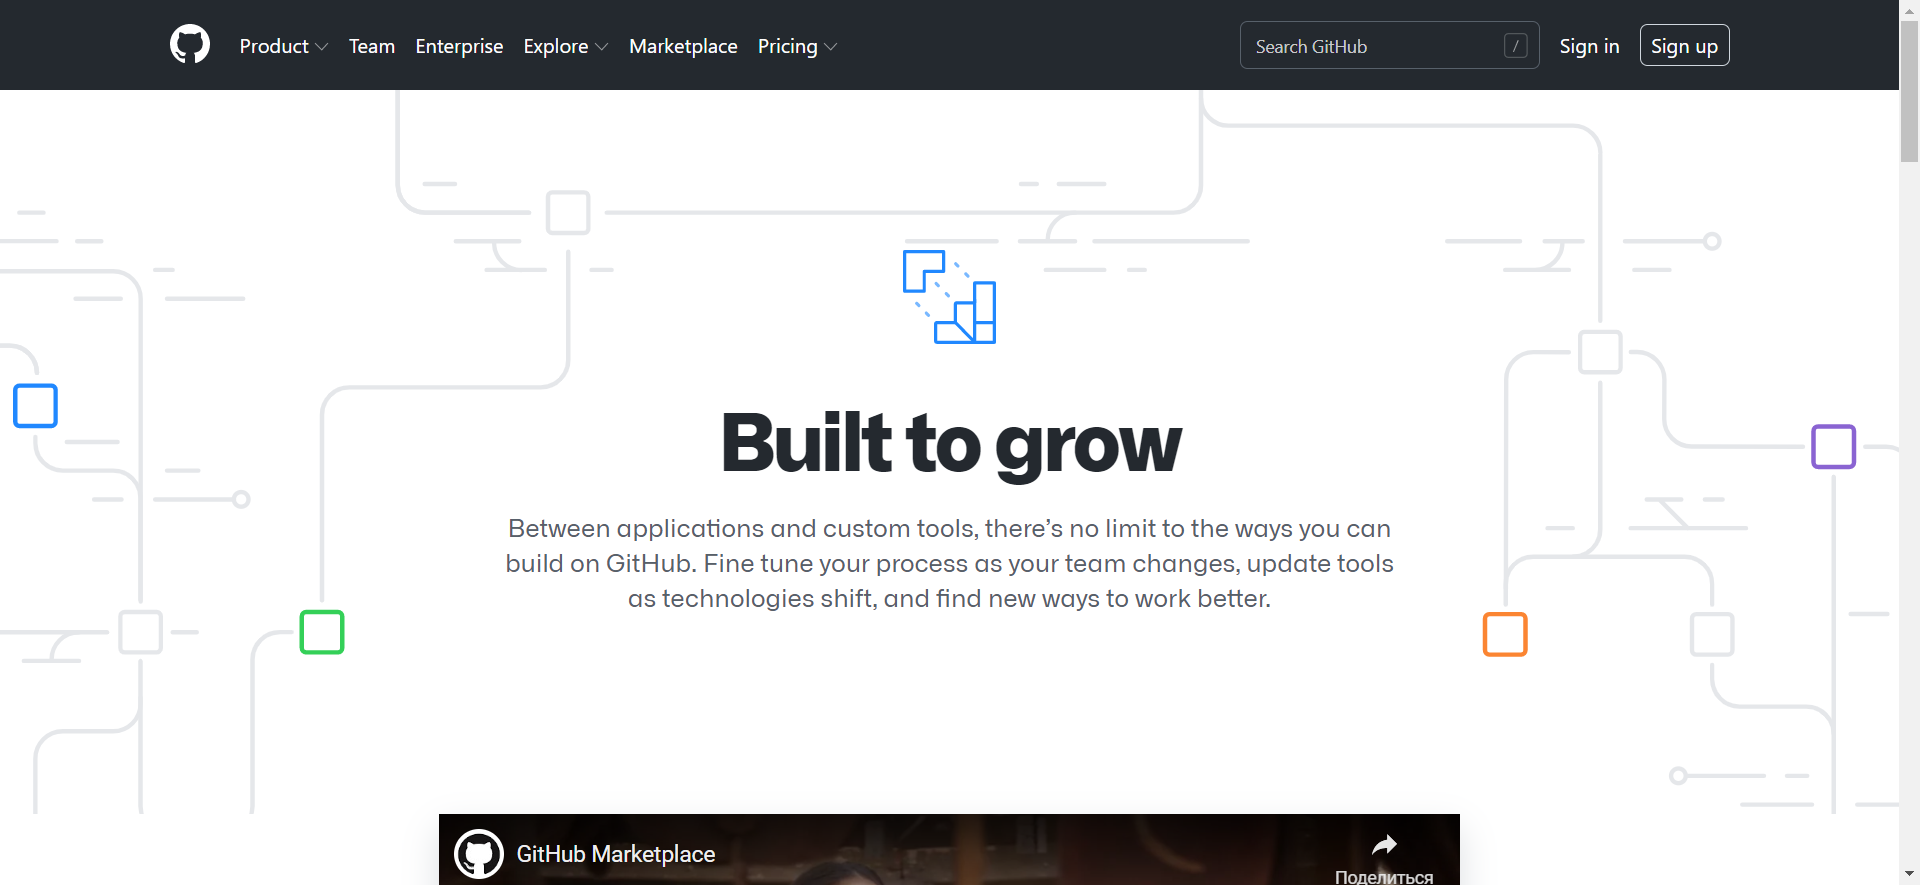 Product Team Enterprise Explore Marketplace Pricing Search GitHub / Sign in Sign up
Built to grow
Between applications and custom tools, there’s no limit to the ways you can
build on GitHub. Fine tune your process as your team changes, update tools
as technologies shift, and find new ways to work better.
GitHub Marketplace
Поделиться